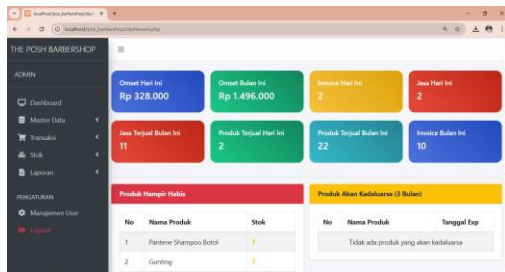 localhost/pos_barbershop/das
localhost/pos_barbershop/dashboard.php
THE POSH BARBERSHOP
ADMIN
Dashboard
Master Data
Transaksi
Stok
Laporan
PENGATURAN
Manajemen User
Logout
Omset Hari Ini
Rp 328.000
Omset Bulan Ini
Rp 1.496.000
Invoice Hari Ini
2
Jasa Hari Ini
2
Jasa Terjual Bulan Ini
11
Produk Terjual Hari Ini
2
Produk Terjual Bulan Ini
22
Invoice Bulan Ini
10
Produk Hampir Habis
No Nama Produk Stok
1 Pantene Shampoo Botol 7
2 Gunting
Produk Akan Kadaluarsa (3 Bulan)
No Nama Produk Tanggal Exp
Tidak ada produk yang akan kadaluarsa